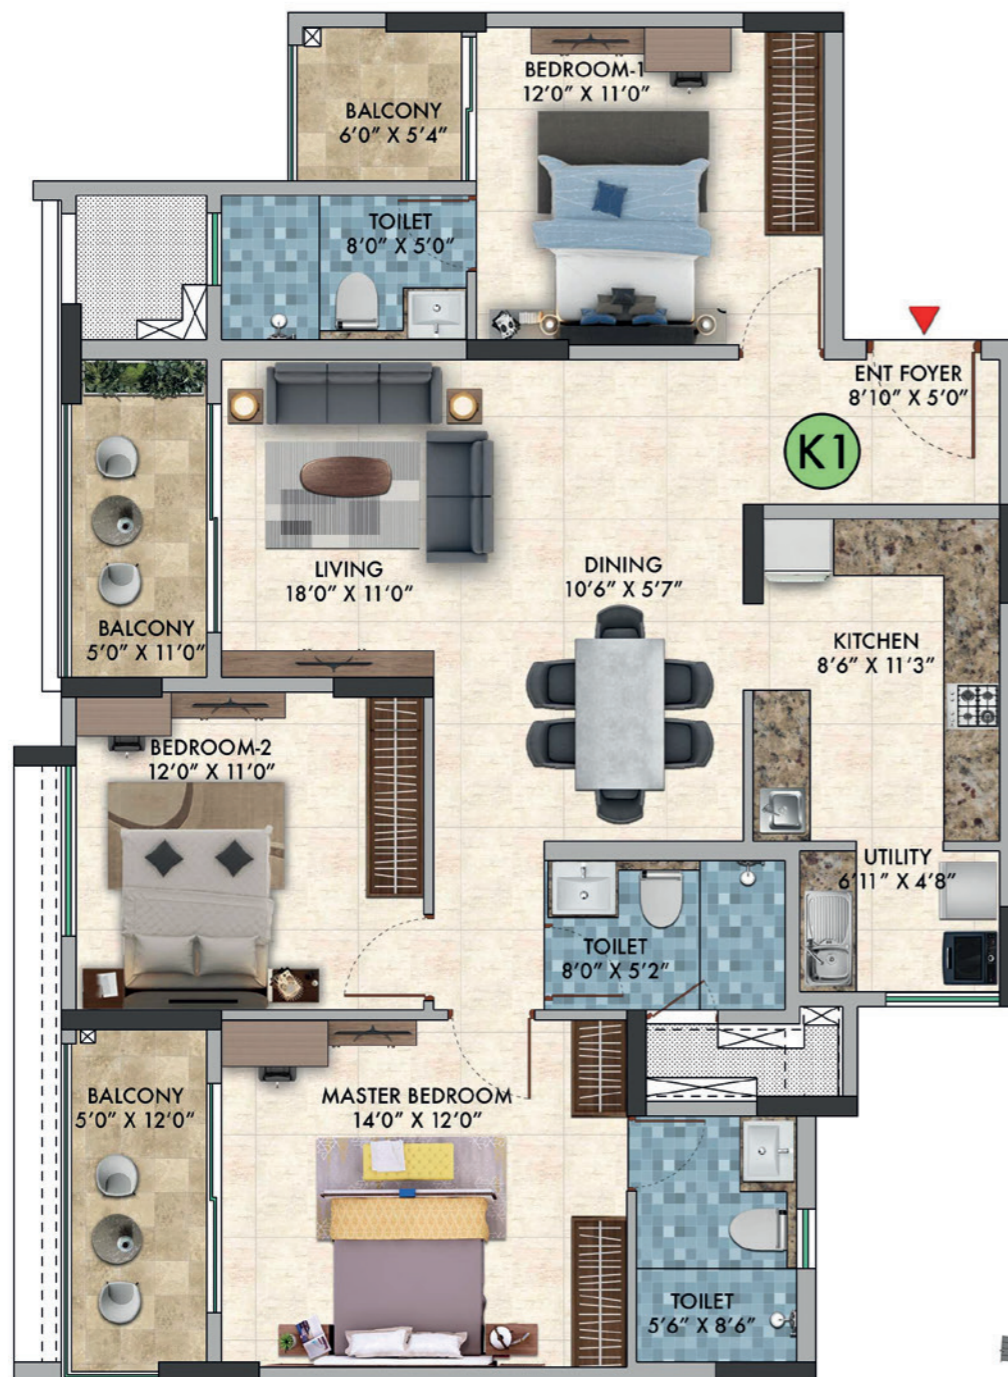 BEDROOM-1
12'0" X 11'0"
BALCONY
6'0" X 5'4"
TOILET
8'0" X 5'0"
ENT FOYER
8'10" X 5'0"
K1
LIVING
18'0" X 11'0"
DINING
10'6" X 5'7"
BALCONY
5'0" X 11'0"
KITCHEN
8'6" X 11'3"
BEDROOM-2
12'0" X 11'0"
UTILITY
6'11" X 4'8"
TOILET
8'0" X 5'2"
BALCONY
5'0" X 12'0"
MASTER BEDROOM
14'0" X 12'0"
TOILET
5'6" X 8'6"